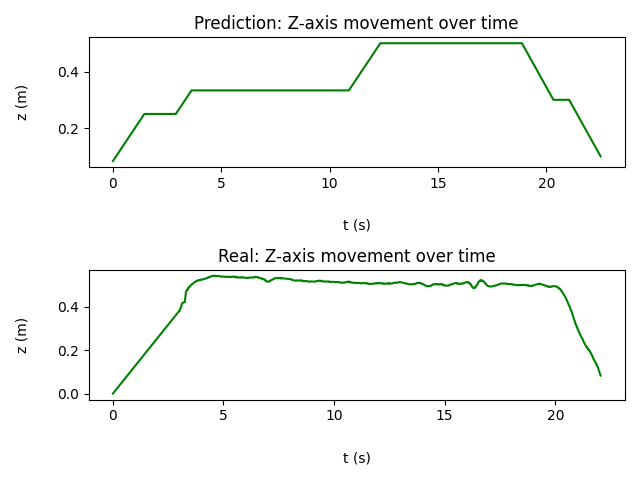 Prediction: Z-axis movement over time
z (m)
0.4
0.2
0 5 10 15 20
t (s)
Real: Z-axis movement over time
z (m)
0.4
0.2
0.0
0 5 10 15 20
t (s)